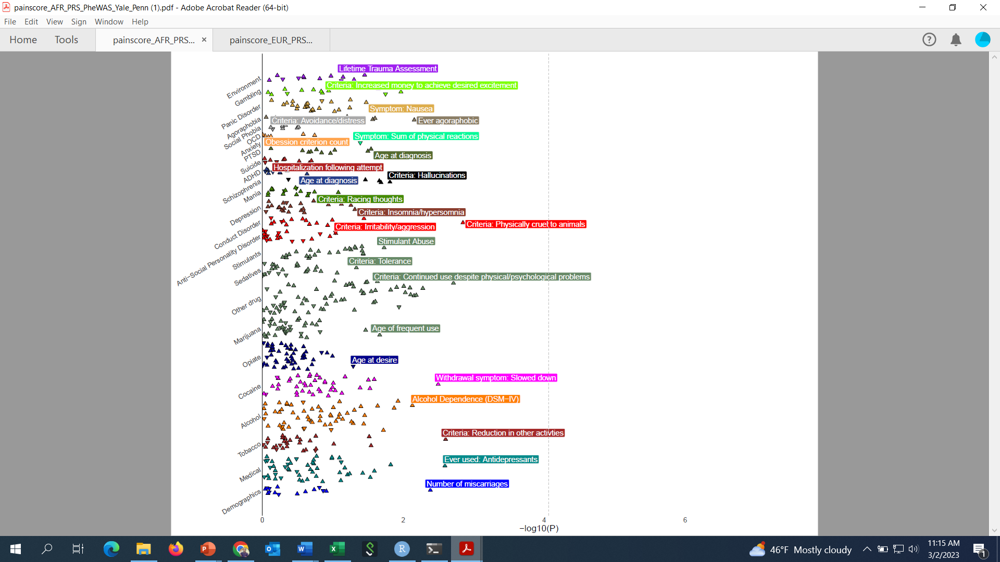 painscore_AFR_PRS_PheWAS_Yale_Penn (1).pdf - Adobe Acrobat Reader (64-bit)
File Edit View Sign Window Help
Home Tools painscore_AFR_PRS... × painscore_EUR_PRS...
Lifetime Trauma Assessment
Environment
Criteria: Increased money to achieve desired excitement
Gambling
Symptom: Nausea
Panic Disorder
Criteria: Avoidance/distress
Ever agoraphobic
Agoraphobia
Social Phobia
Symptom: Sum of physical reactions
OCD
Obession criterion count
Anxiety
Age at diagnosis
PTSD
Hospitalization following attempt
Suicide
Criteria: Hallucinations
ADHD
Age at diagnosis
Schizophrenia
Mania
Criteria: Racing thoughts
Criteria: Insomnia/hypersomnia
Depression
Criteria: Physically cruel to animals
Criteria: Irritability/aggression
Conduct Disorder
Anti−Social Personality Disorder
Stimulant Abuse
Stimulants
Criteria: Tolerance
Sedatives
Criteria: Continued use despite physical/psychological problems
Other drug
Age of frequent use
Marijuana
Age at desire
Opiate
Withdrawal symptom: Slowed down
Cocaine
Alcohol Dependence (DSM−IV)
Alcohol
Criteria: Reduction in other activties
Tobacco
Ever used: Antidepressants
Medical
Number of miscarriages
Demographics
0 2 4 6
−log10(P)
46°F Mostly cloudy
11:15 AM
3/2/2023
1